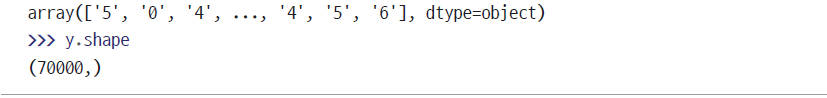 array(['5', '0', '4', ..., '4', '5', '6'], dtype=object)
>>> y.shape
(70000,)